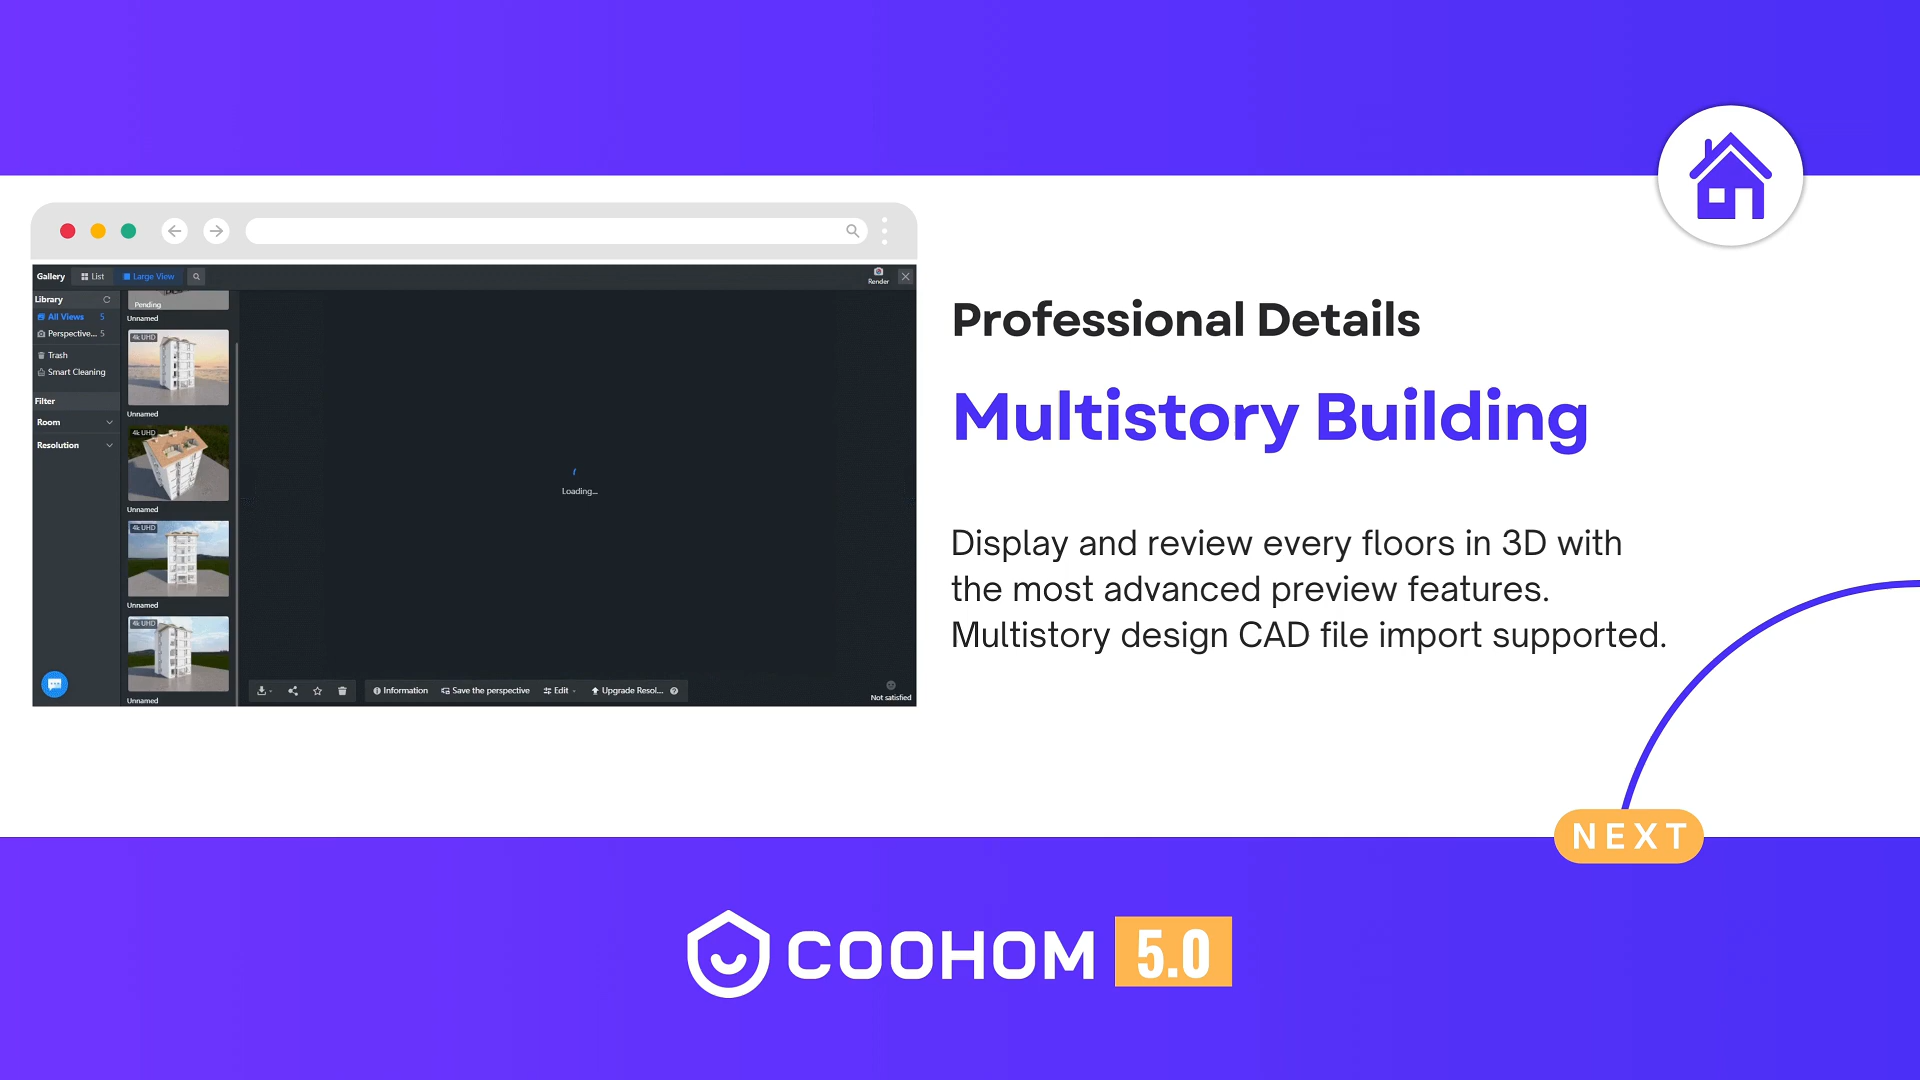 Gallery
List
Large View
Render
Library
All Views 5
Perspective... 5
Trash
Smart Cleaning
Filter
Room
Resolution
Pending
Unnamed
4k UHD
Unnamed
4k UHD
Unnamed
4k UHD
Unnamed
4k UHD
Unnamed
Loading...
Information
Save the perspective
Edit
Upgrade Resol...
Not satisfied
Professional Details
Multistory Building
Display and review every floors in 3D with
the most advanced preview features.
Multistory design CAD file import supported.
NEXT
COOHOM 5.0